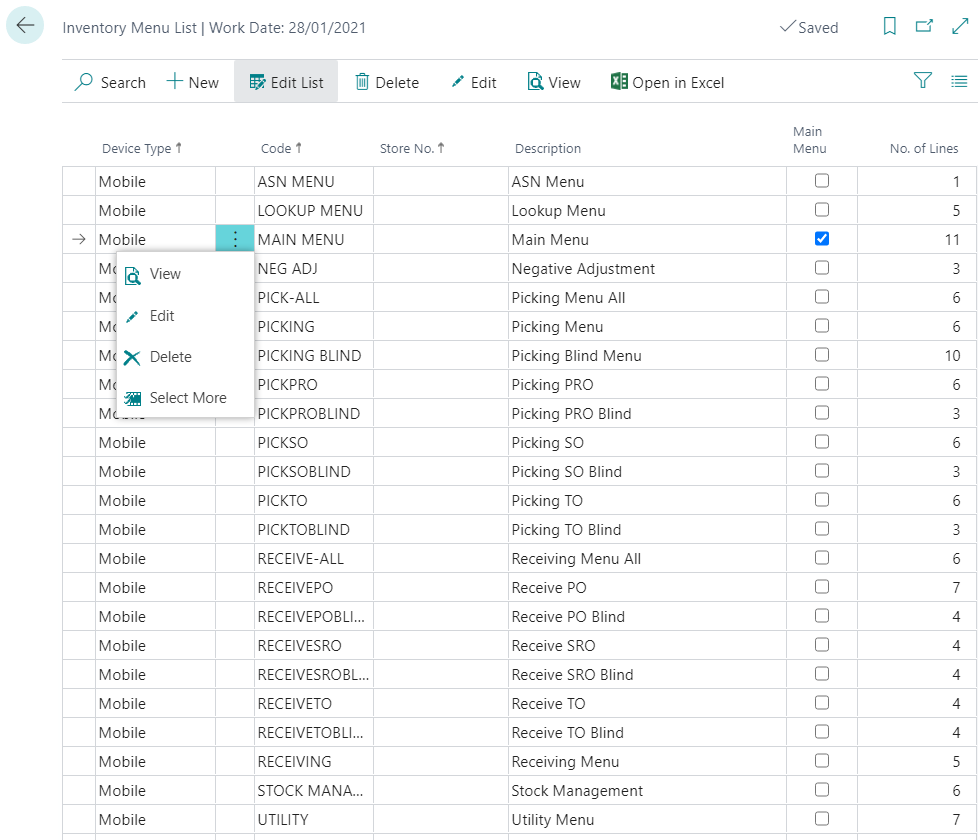 Inventory Menu List | Work Date: 28/01/2021
Saved
Search New Edit List Delete Edit View Open in Excel
Device Type ↑ Code ↑ Store No. ↑ Description Main Menu No. of Lines
Mobile ASN MENU ASN Menu 1
Mobile LOOKUP MENU Lookup Menu 5
Mobile MAIN MENU Main Menu 11
NEG ADJ Negative Adjustment 3
View
PICK-ALL Picking Menu All 6
Edit
PICKING Picking Menu 6
PICKING BLIND Picking Blind Menu 10
Delete
PICKPRO Picking PRO 6
Select More
PICKPROBLIND Picking PRO Blind 3
Mobile PICKSO Picking SO 6
Mobile PICKSOBLIND Picking SO Blind 3
Mobile PICKTO Picking TO 6
Mobile PICKTOBLIND Picking TO Blind 3
Mobile RECEIVE-ALL Receiving Menu All 6
Mobile RECEIVEPO Receive PO 7
Mobile RECEIVEPOBLI... Receive PO Blind 4
Mobile RECEIVESRO Receive SRO 4
Mobile RECEIVESROBL... Receive SRO Blind 4
Mobile RECEIVETO Receive TO 4
Mobile RECEIVETOBLI... Receive TO Blind 4
Mobile RECEIVING Receiving Menu 5
Mobile STOCK MANA... Stock Management 6
Mobile UTILITY Utility Menu 7